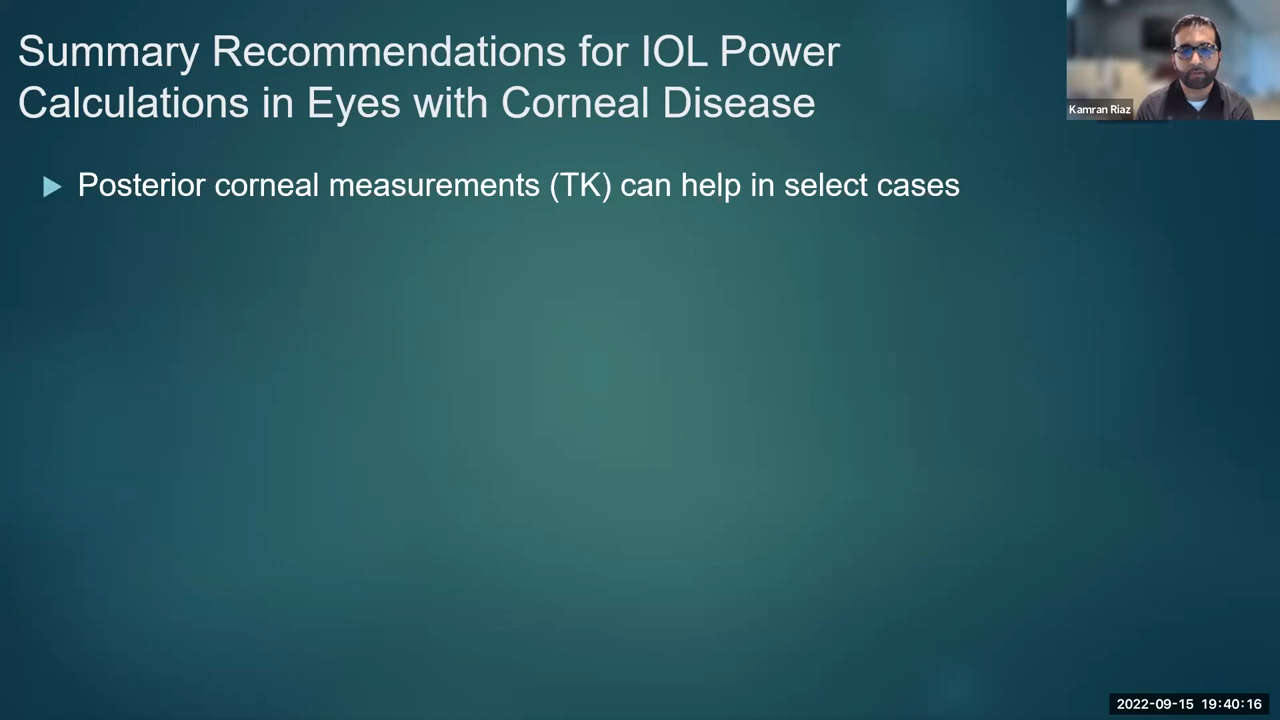 Summary Recommendations for IOL Power
Calculations in Eyes with Corneal Disease
Kamran Riaz
Posterior corneal measurements (TK) can help in select cases
2022-09-15 19:40:16